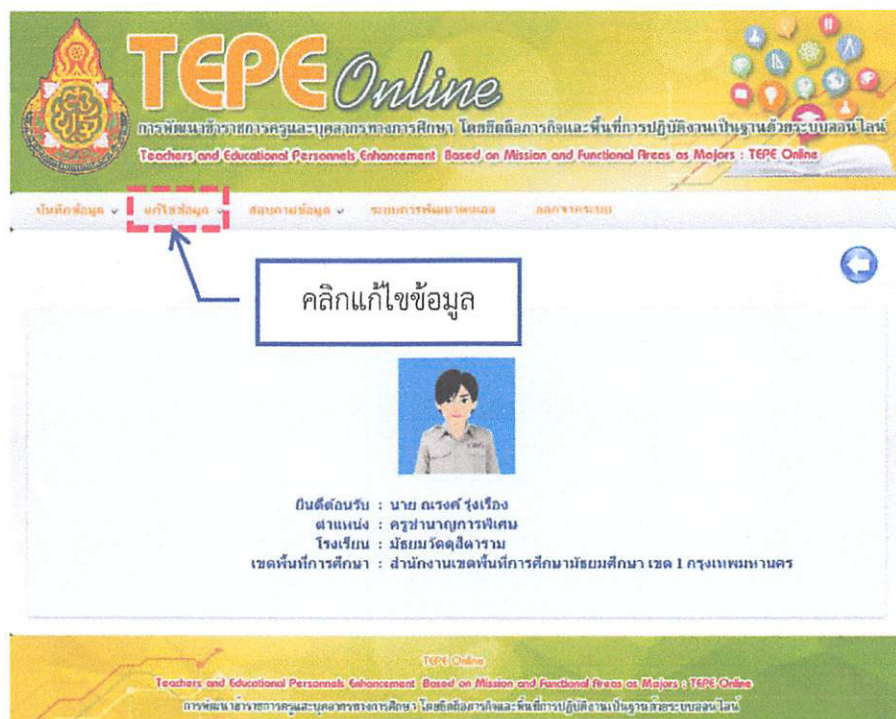 TEPE Online
การพัฒนาข้าราชการครูและบุคลากรทางการศึกษา โดยยึดถือภารกิจและพื้นที่การปฏิบัติงานเป็นฐานด้วยระบบออนไลน์
Teachers and Educational Personnels Enhancement Based on Mission and Functional Areas as Majors : TEPE Online
บันทึกข้อมูล แก้ไขข้อมูล สอบถามข้อมูล ระบบการพัฒนาตนเอง ออกจากระบบ
คลิกแก้ไขข้อมูล
ยินดีต้อนรับ : นาย ณรงค์ รุ่งเรือง
ตำแหน่ง : ครูชำนาญการพิเศษ
โรงเรียน : มัธยมวัดดุสิตาราม
เขตพื้นที่การศึกษา : สำนักงานเขตพื้นที่การศึกษามัธยมศึกษา เขต 1 กรุงเทพมหานคร
TEPE Online
Teachers and Educational Personnels Enhancement Based on Mission and Functional Areas as Majors : TEPE Online
การพัฒนาข้าราชการครูและบุคลากรทางการศึกษา โดยยึดถือภารกิจและพื้นที่การปฏิบัติงานเป็นฐานด้วยระบบออนไลน์